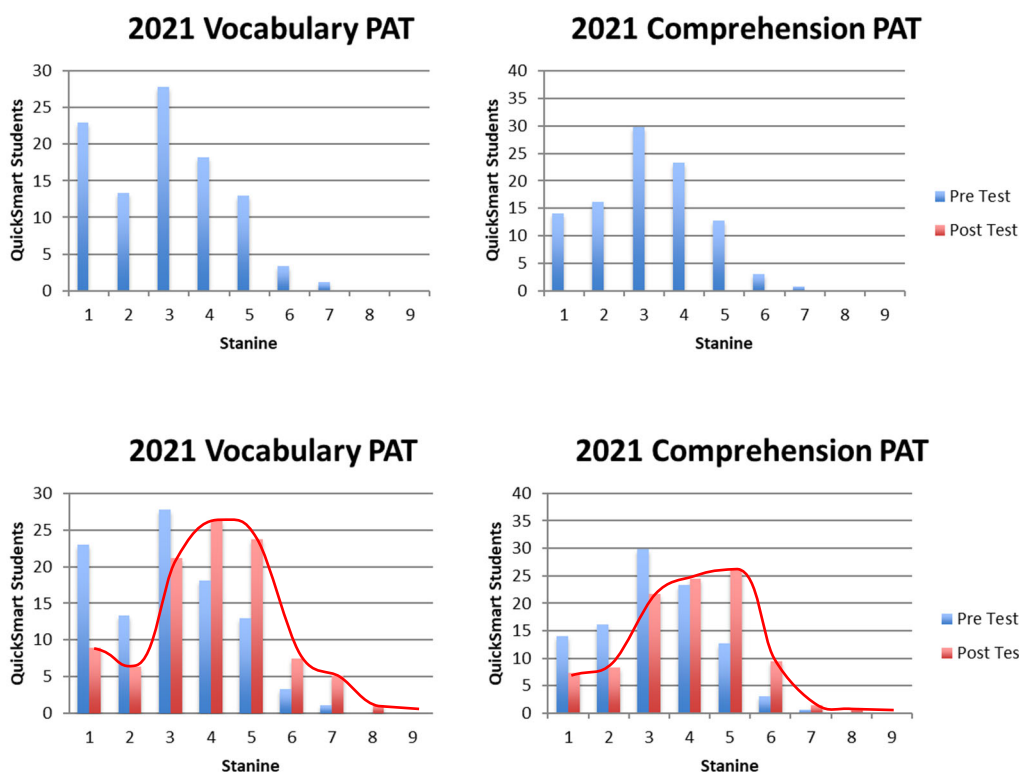 2021 Vocabulary PAT
QuickSmart Students
30
25
20
15
10
5
0
1 2 3 4 5 6 7 8 9
Stanine
2021 Comprehension PAT
QuickSmart Students
40
35
30
25
20
15
10
5
0
1 2 3 4 5 6 7 8 9
Stanine
Pre Test
Post Test
2021 Vocabulary PAT
QuickSmart Students
30
25
20
15
10
5
0
1 2 3 4 5 6 7 8 9
Stanine
2021 Comprehension PAT
QuickSmart Students
40
35
30
25
20
15
10
5
0
1 2 3 4 5 6 7 8 9
Stanine
Pre Test
Post Tes